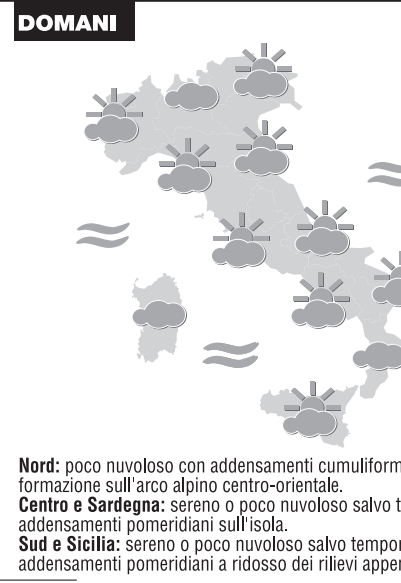 DOMANI
Nord: poco nuvoloso con addensamenti cumuliform
formazione sull'arco alpino centro-orientale.
Centro e Sardegna: sereno o poco nuvoloso salvo t
addensamenti pomeridiani sull'isola.
Sud e Sicilia: sereno o poco nuvoloso salvo tempor
addensamenti pomeridiani a ridosso dei rilievi apper